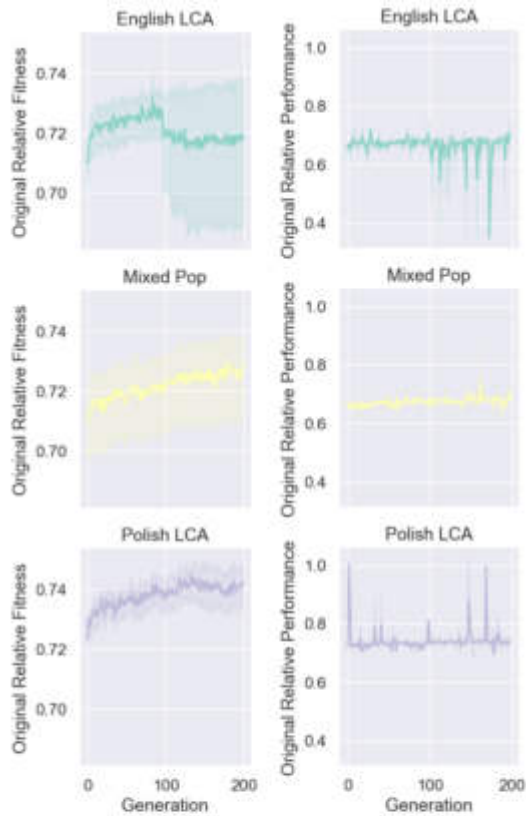 English LCA
English LCA
Original Relative Fitness
0.74
0.72
0.70
Original Relative Performance
1.0
0.8
0.6
0.4
Mixed Pop
Mixed Pop
Original Relative Fitness
0.74
0.72
0.70
Original Relative Performance
1.0
0.8
0.6
0.4
Polish LCA
Polish LCA
Original Relative Fitness
0.74
0.72
0.70
Original Relative Performance
1.0
0.8
0.6
0.4
0 100 200
0 100 200
Generation
Generation